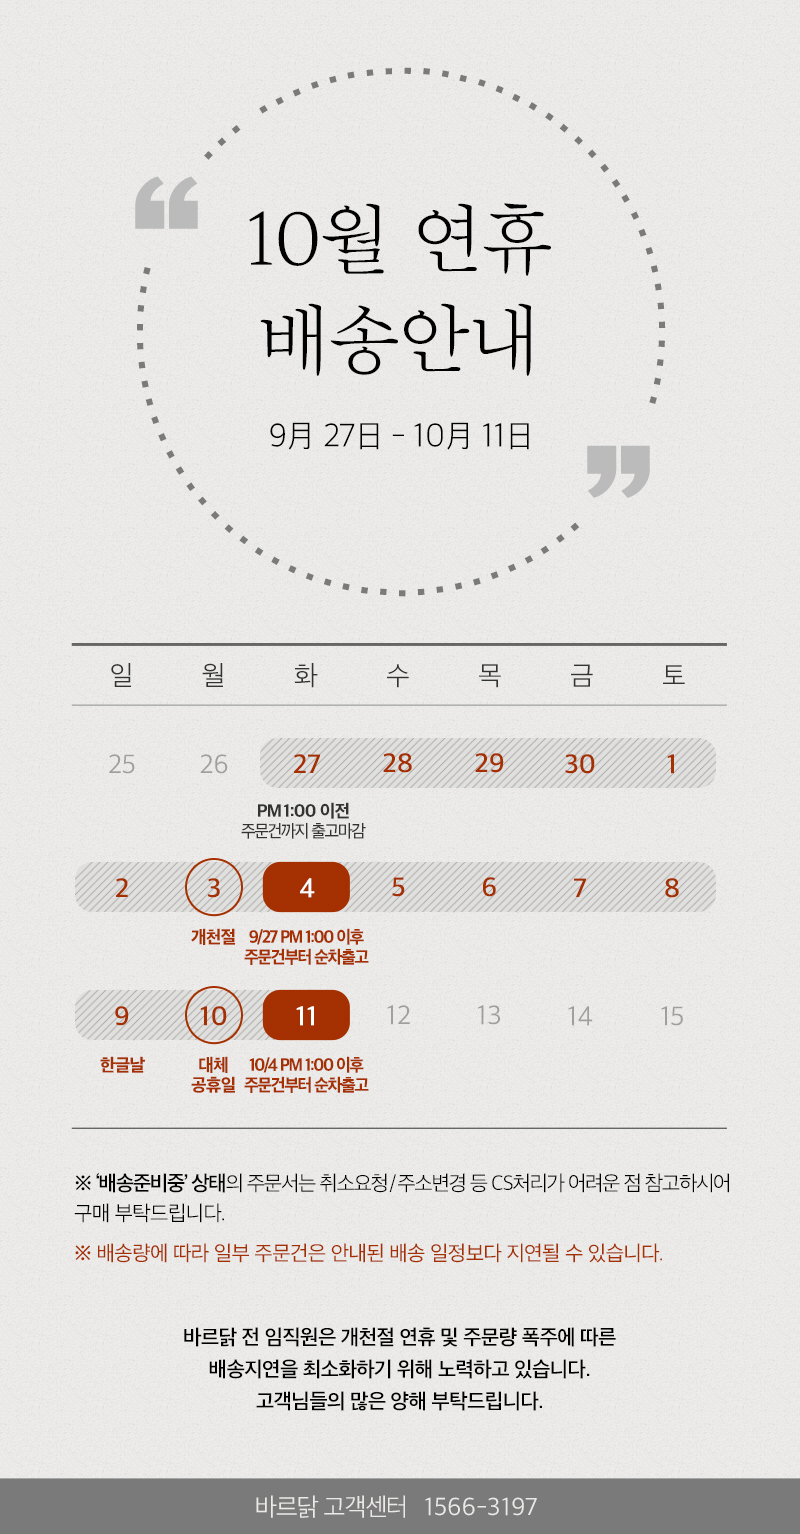 “
10월 연휴
배송안내
9月 27日 - 10月 11日
”
일 월 화 수 목 금 토
25 26 27 28 29 30 1
PM 1:00 이전
주문건까지 출고마감
2 3 4 5 6 7 8
개천절 9/27 PM 1:00 이후
주문건부터 순차출고
9 10 11 12 13 14 15
한글날 대체 10/4 PM 1:00 이후
공휴일 주문건부터 순차출고
※ ‘배송준비중’ 상태의 주문서는 취소요청/주소변경 등 CS처리가 어려운 점 참고하시어
구매 부탁드립니다.
※ 배송량에 따라 일부 주문건은 안내된 배송 일정보다 지연될 수 있습니다.
바르닭 전 임직원은 개천절 연휴 및 주문량 폭주에 따른
배송지연을 최소화하기 위해 노력하고 있습니다.
고객님들의 많은 양해 부탁드립니다.
바르닭 고객센터 1566-3197